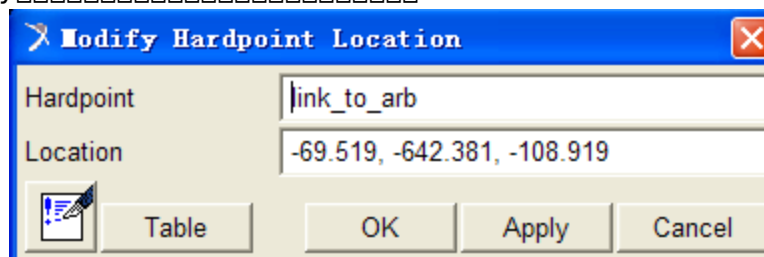 Modify Hardpoint Location
Hardpoint link_to_arb
Location -69.519, -642.381, -108.919
Table OK Apply Cancel